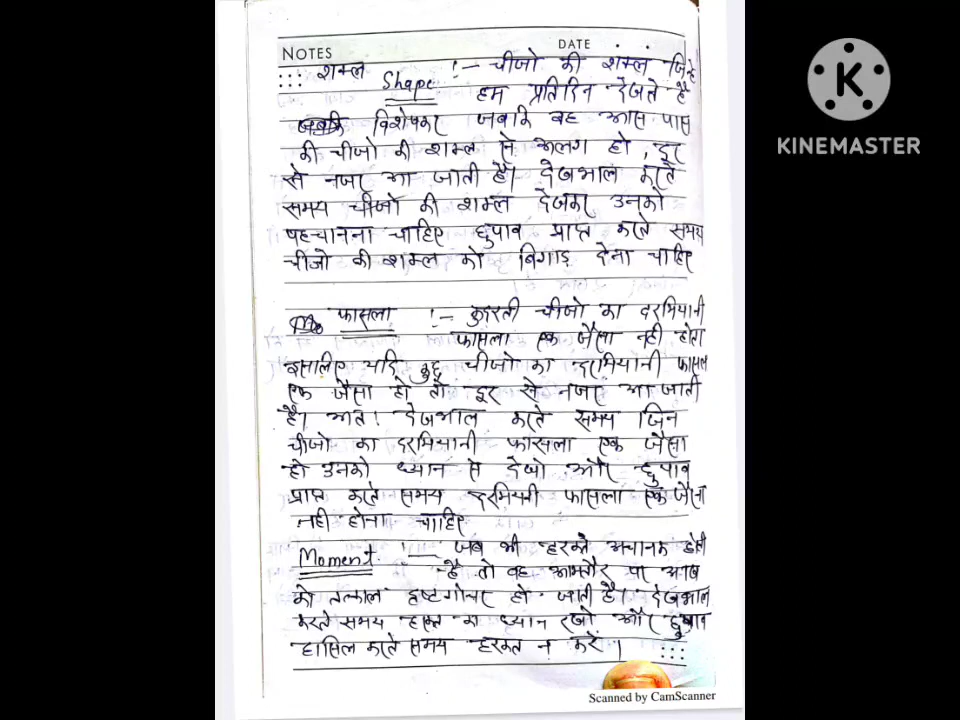 NOTES
DATE
शक्ल Shape :- चीजो की शक्ल जिन्हे
हम प्रतिदिन देखते है
विशेषकर जबकि वह आस पास
की चीजो की शक्ल से अलग हो, दूर
से नजर आ जाती है। देखभाल करते
समय चीजो की शक्ल देखकर उनको
पहचानना चाहिए छुपाव प्राप्त करते समय
चीजो की शक्ल को बिगाड़ देना चाहिए
फासला :- कुदरती चीजो का दरमियानी
फासला एक जैसा नही होता
इसलिए यदि कुछ चीजो का दरमियानी फासल
एक जैसा हो तो दूर से नजर आ जाती
है। अत: देखभाल करते समय जिन
चीजो का दरमियानी फासला एक जैसा
हो उनको ध्यान से देखो और छुपाव
प्राप्त करते समय दरमियनी फासला एक जैसा
नही होना चाहिए
Moment :- जब भी हरकते अचानक होती
है तो वह आमतौर पर आंख
को तत्काल दृष्टगोचर हो जाती है। देखभाल
करते समय हरकत का ध्यान रखो और छुपाव
हासिल करते समय हरकत न करें।
Scanned by CamScanner
KINEMASTER